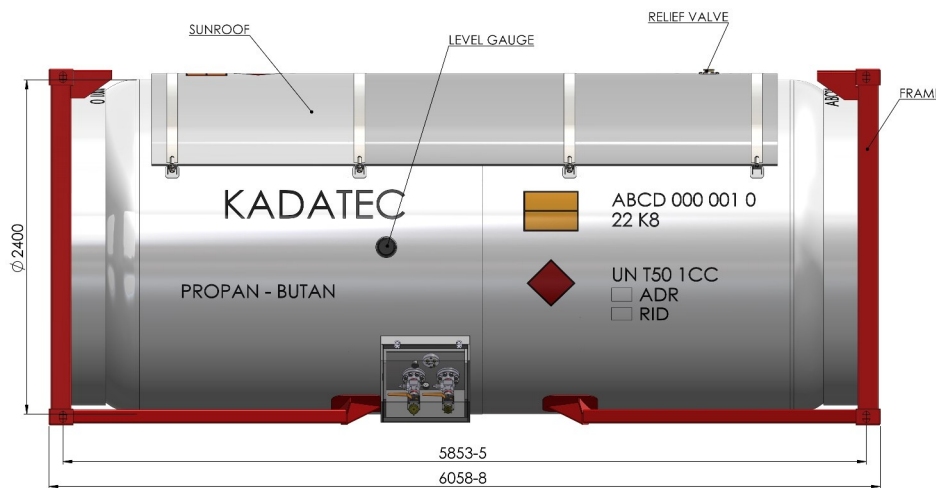 RELIEF VALVE
SUNROOF
LEVEL GAUGE
FRAM
KADATEC
ABCD 000 001 0
22 K8
∅ 2400
UN T50 1CC
PROPAN - BUTAN
ADR
RID
5853-5
6058-8